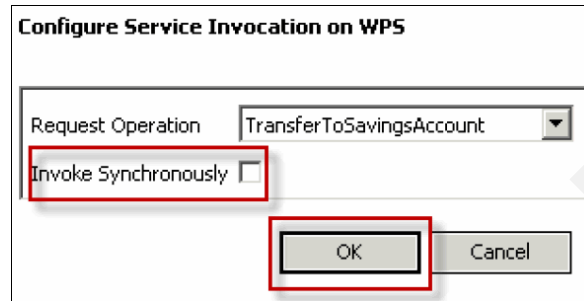 Configure Service Invocation on WPS
Request Operation TransferToSavingsAccount
Invoke Synchronously
OK Cancel